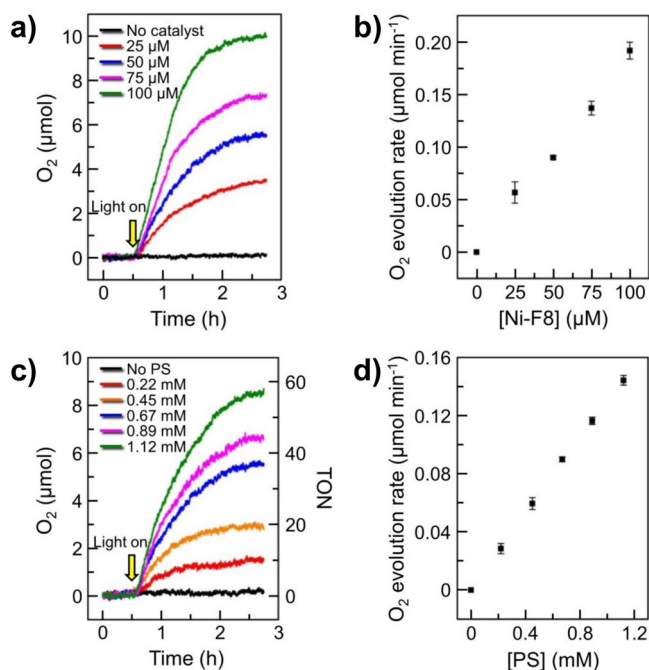 a)
No catalyst
25 μM
50 μM
75 μM
100 μM
Light on
O₂ (μmol)
10
8
6
4
2
0
0 1 2 3
Time (h)
b)
O₂ evolution rate (μmol min⁻¹)
0.20
0.15
0.10
0.05
0
0 25 50 75 100
[Ni-F8] (μM)
c)
No PS
0.22 mM
0.45 mM
0.67 mM
0.89 mM
1.12 mM
Light on
O₂ (μmol)
10
8
6
4
2
0
TON
60
40
20
0
0 1 2 3
Time (h)
d)
O₂ evolution rate (μmol min⁻¹)
0.16
0.12
0.08
0.04
0
0 0.4 0.8 1.2
[PS] (mM)